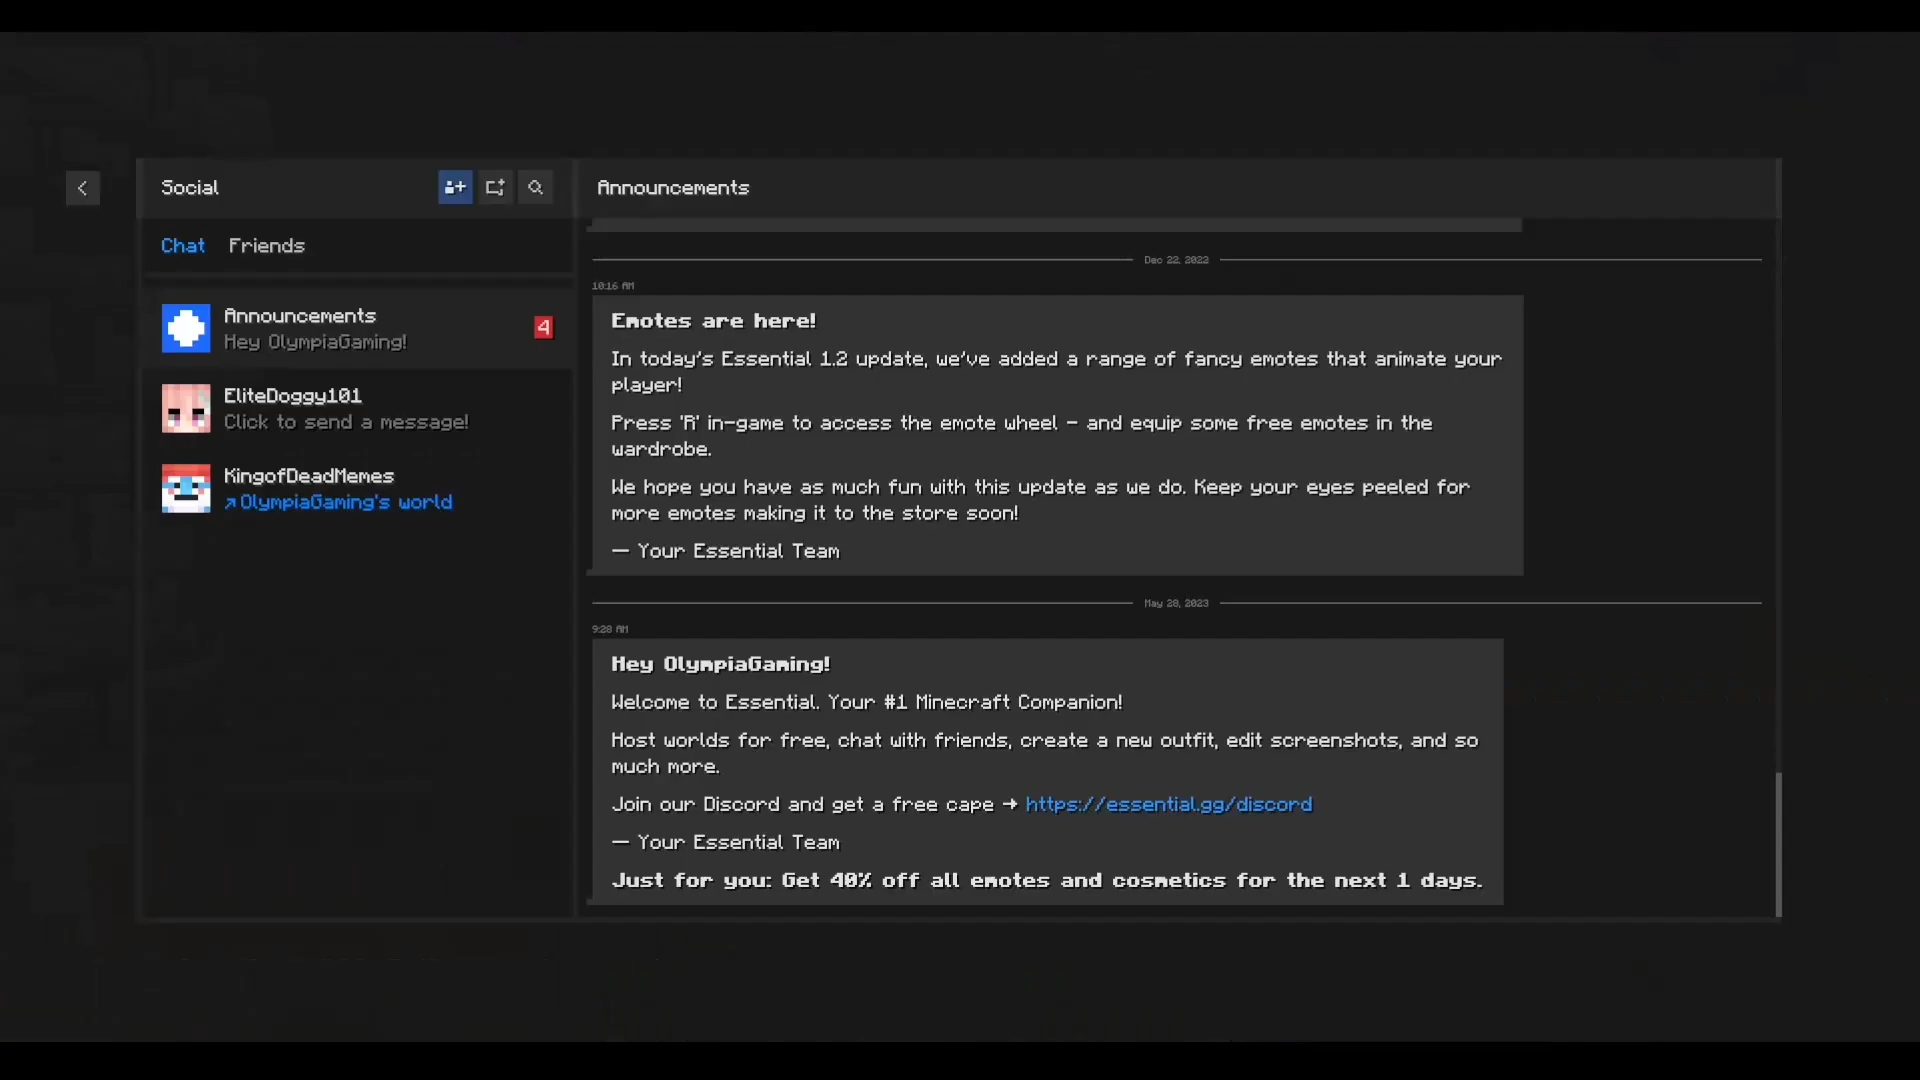 Social
Announcements
Chat Friends
Announcements
Hey OlympiaGaming!
4
EliteDoggy101
Click to send a message!
KingofDeadMemes
↗ OlympiaGaming's world
Dec 22, 2022
10:16 AM
Emotes are here!
In today's Essential 1.2 update, we've added a range of fancy emotes that animate your
player!
Press 'R' in-game to access the emote wheel – and equip some free emotes in the
wardrobe.
We hope you have as much fun with this update as we do. Keep your eyes peeled for
more emotes making it to the store soon!
— Your Essential Team
May 28, 2023
9:28 AM
Hey OlympiaGaming!
Welcome to Essential. Your #1 Minecraft Companion!
Host worlds for free, chat with friends, create a new outfit, edit screenshots, and so
much more.
Join our Discord and get a free cape → https://essential.gg/discord
— Your Essential Team
Just for you: Get 40% off all emotes and cosmetics for the next 1 days.